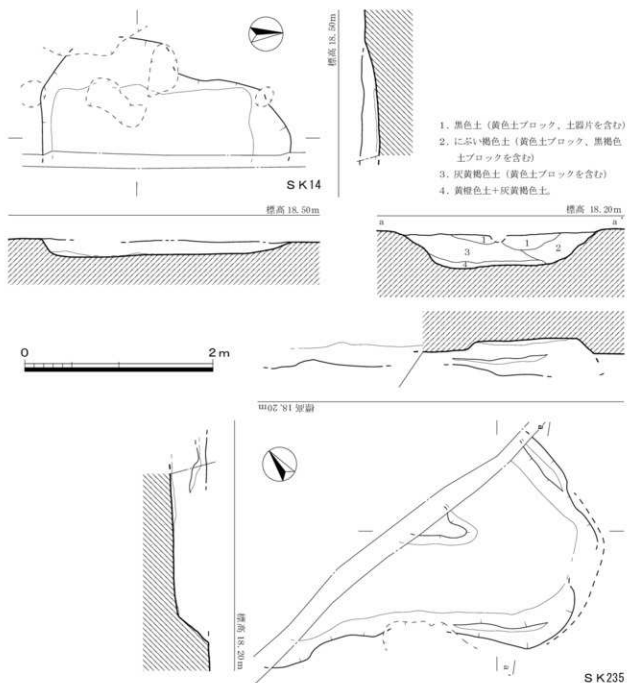 標高 18.50m
1. 黒色土（黄色土ブロック、土器片を含む）
2. にぶい褐色土（黄色土ブロック、黒褐色
土ブロックを含む）
3. 灰黄褐色土（黄色土ブロックを含む）
4. 黄橙色土＋灰黄褐色土。
SK14
標高 18.50m
標高 18.20m
a
a'
1
1
2
3
4
0
2m
標高 18.20m
標高 18.20m
a
SK235